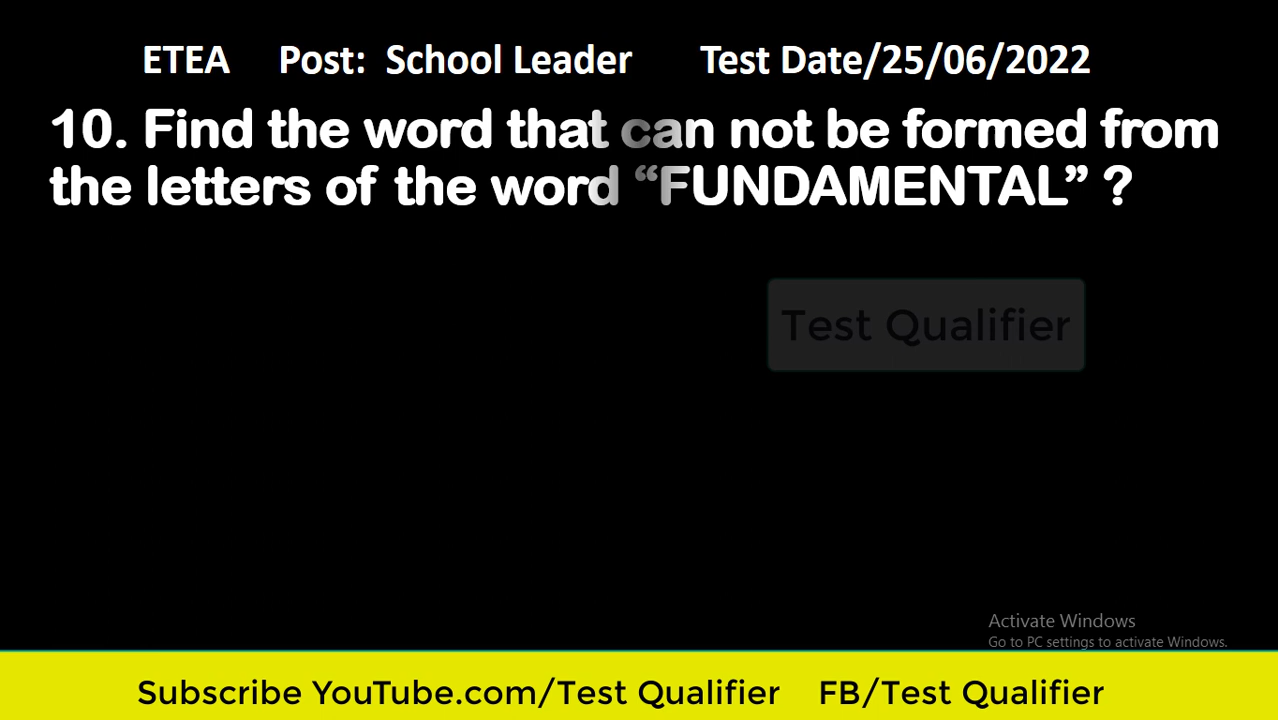 ETEA Post: School Leader Test Date/25/06/2022
10. Find the word that can not be formed from
the letters of the word “FUNDAMENTAL” ?
Test Qualifier
Activate Windows
Go to PC settings to activate Windows.
Subscribe YouTube.com/Test Qualifier FB/Test Qualifier